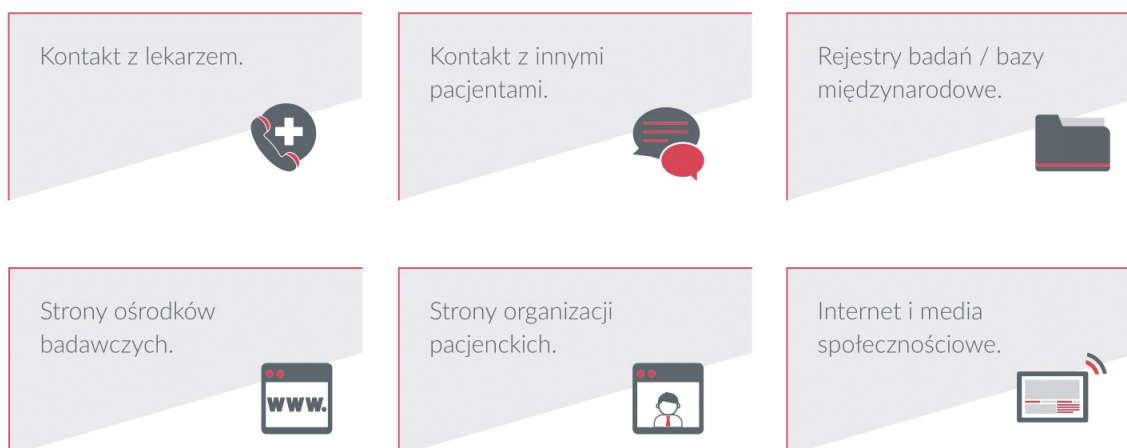 Kontakt z lekarzem.
Kontakt z innymi
pacjentami.
Rejestry badań / bazy
międzynarodowe.
Strony ośrodków
badawczych.
www.
Strony organizacji
pacjenckich.
Internet i media
społecznościowe.